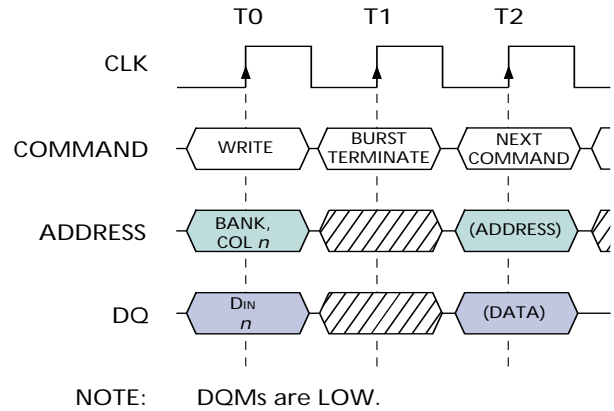 T0 T1 T2
CLK
COMMAND WRITE BURST TERMINATE NEXT COMMAND
ADDRESS BANK, COL n (ADDRESS)
DQ DIN n (DATA)
NOTE: DQMs are LOW.